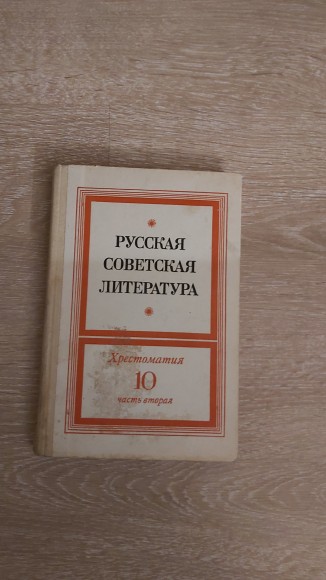 РУССКАЯ
СОВЕТСКАЯ
ЛИТЕРАТУРА
Хрестоматия
10
часть вторая